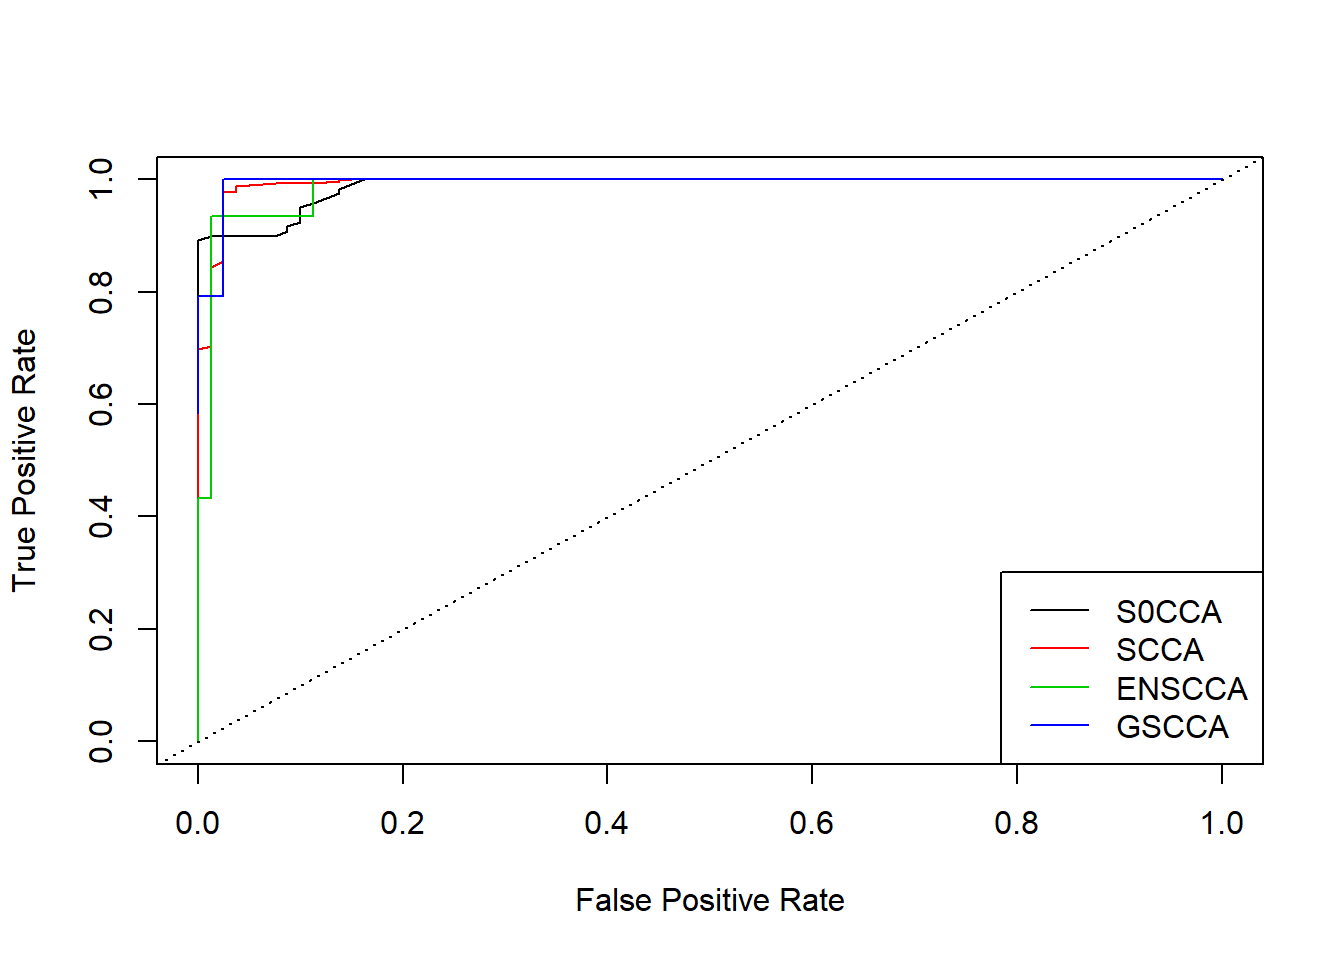 True Positive Rate
1.0
0.8
0.6
0.4
0.2
0.0
S0CCA
SCCA
ENSCCA
GSCCA
0.0 0.2 0.4 0.6 0.8 1.0
False Positive Rate